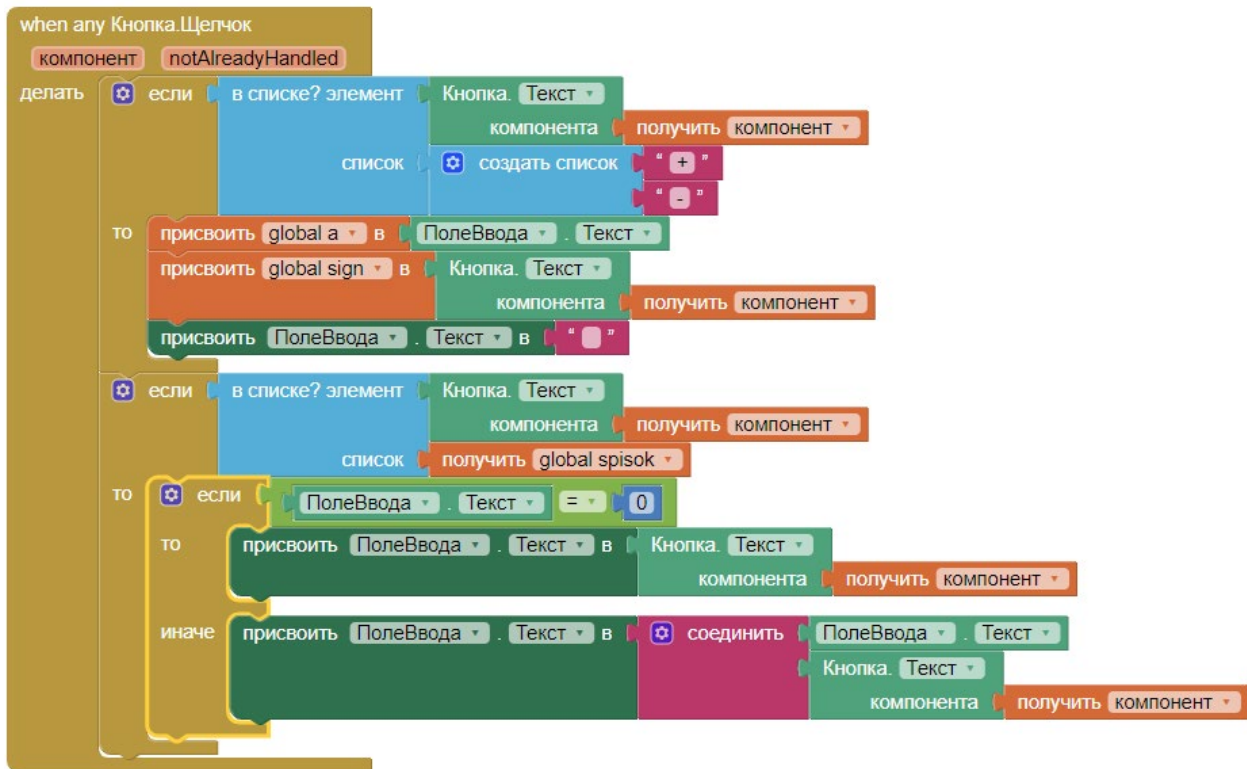 when any Кнопка.Щелчок
компонент notAlreadyHandled
делать если в списке? элемент Кнопка. Текст
компонента получить компонент
список создать список " + "
" - "
то присвоить global a в ПолеВвода . Текст
присвоить global sign в Кнопка. Текст
компонента получить компонент
присвоить ПолеВвода . Текст в " "
если в списке? элемент Кнопка. Текст
компонента получить компонент
список получить global spisok
то если ПолеВвода . Текст = 0
то присвоить ПолеВвода . Текст в Кнопка. Текст
компонента получить компонент
иначе присвоить ПолеВвода . Текст в соединить ПолеВвода . Текст
Кнопка. Текст
компонента получить компонент